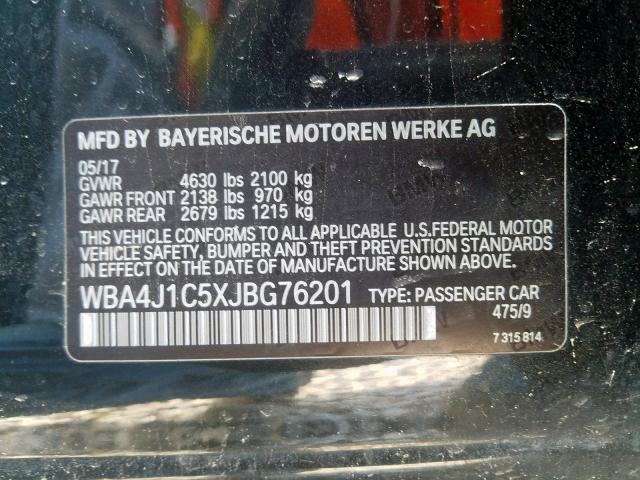 MFD BY BAYERISCHE MOTOREN WERKE AG
05/17
GVWR 4630 lbs 2100 kg
GAWR FRONT 2138 lbs 970 kg
GAWR REAR 2679 lbs 1215 kg
THIS VEHICLE CONFORMS TO ALL APPLICABLE U.S.FEDERAL MOTOR
VEHICLE SAFETY, BUMPER AND THEFT PREVENTION STANDARDS
IN EFFECT ON THE DATE OF MANUFACTURE SHOWN ABOVE.
WBA4J1C5XJBG76201 TYPE: PASSENGER CAR
475/9
7 315 814